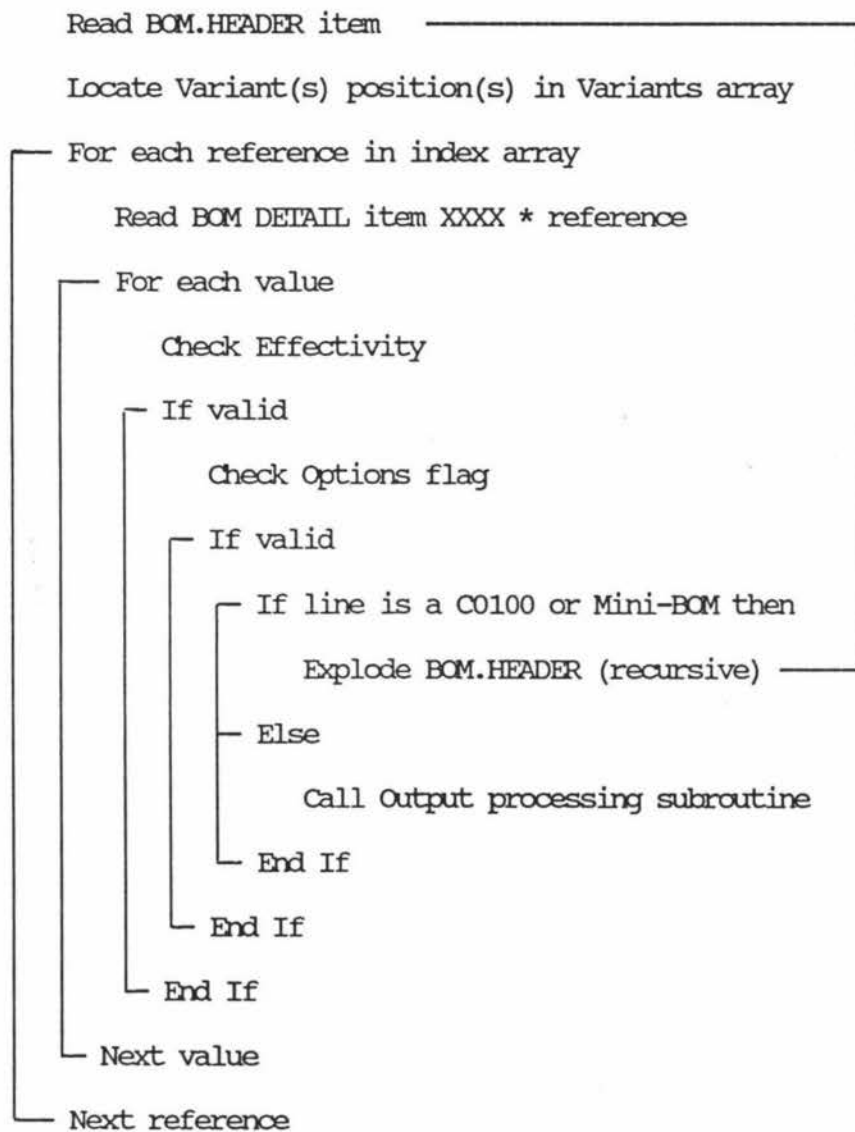 Read BOM.HEADER item
Locate Variant(s) position(s) in Variants array
For each reference in index array
Read BOM DETAIL item XXXX * reference
For each value
Check Effectivity
If valid
Check Options flag
If valid
If line is a C0100 or Mini-BOM then
Explode BOM.HEADER (recursive)
Else
Call Output processing subroutine
End If
End If
End If
Next value
Next reference